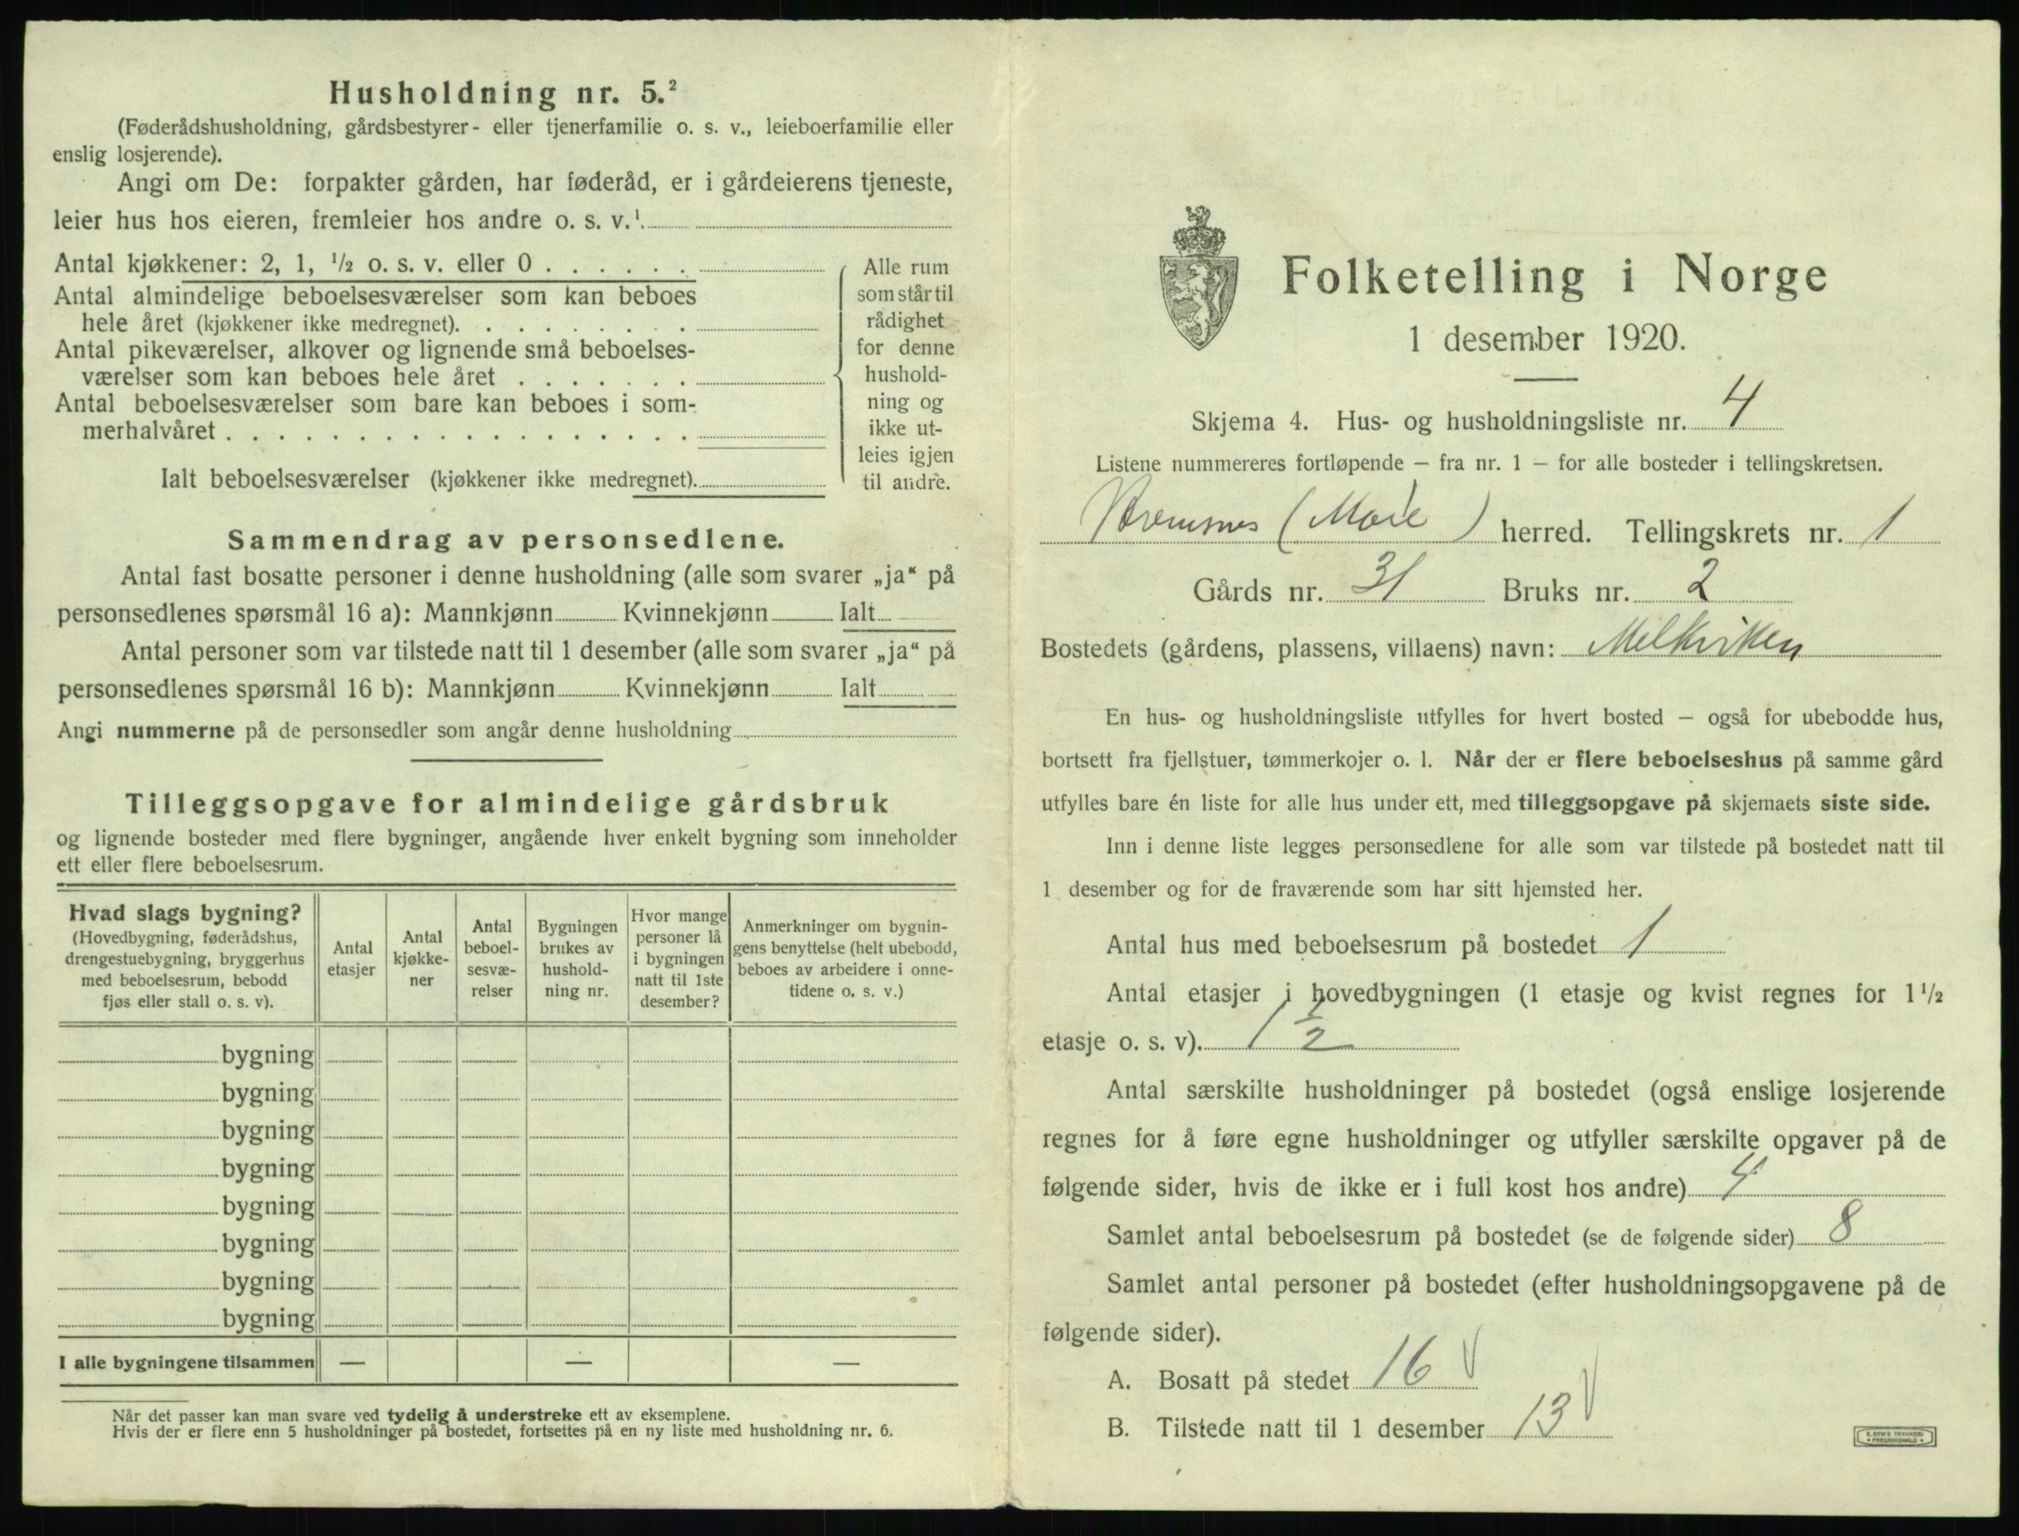 Husholdning nr. 5.²
(Føderådshusholdning, gårdsbestyrer- eller tjenerfamilie o. s. v., leieboerfamilie eller
enslig losjerende).
Angi om De: forpakter gården, har føderåd, er i gårdeierens tjeneste,
leier hus hos eieren, fremleier hos andre o. s. v.¹
Antal kjøkkener: 2, 1, ½ o. s. v. eller 0 . . . . . .
Antal almindelige beboelsesværelser som kan beboes
hele året (kjøkkener ikke medregnet). . . . . . . . .
Antal pikeværelser, alkover og lignende små beboelses-
værelser som kan beboes hele året . . . . . . .
Antal beboelsesværelser som bare kan beboes i som-
merhalvåret . . . . . . . . . . . . . . . . . .
Ialt beboelsesværelser (kjøkkener ikke medregnet).
Alle rum
som står til
rådighet
for denne
hushold-
ning og
ikke ut-
leies igjen
til andre.
Sammendrag av personsedlene.
Antal fast bosatte personer i denne husholdning (alle som svarer „ja“ på
personsedlenes spørsmål 16 a): Mannkjønn Kvinnekjønn Ialt
Antal personer som var tilstede natt til 1 desember (alle som svarer „ja“ på
personsedlenes spørsmål 16 b): Mannkjønn Kvinnekjønn Ialt
Angi nummerne på de personsedler som angår denne husholdning
Tilleggsopgave for almindelige gårdsbruk
og lignende bosteder med flere bygninger, angående hver enkelt bygning som inneholder
ett eller flere beboelsesrum.
Hvad slags bygning?
(Hovedbygning, føderådshus,
drengestuebygning, bryggerhus
med beboelsesrum, bebodd
fjøs eller stall o. s. v).
Antal
etasjer
Antal
kjøkke-
ner
Antal
beboel-
sesvæ-
relser
Bygningen
brukes av
hushold-
ning nr.
Hvor mange
personer lå
i bygningen
natt til 1ste
desember?
Anmerkninger om bygnin-
gens benyttelse (helt ubebodd,
beboes av arbeidere i onne-
tidene o. s. v.)
bygning
bygning
bygning
bygning
bygning
bygning
bygning
bygning
I alle bygningene tilsammen — — —
Når det passer kan man svare ved tydelig å understreke ett av eksemplene.
Hvis der er flere enn 5 husholdninger på bostedet, fortsettes på en ny liste med husholdning nr. 6.
Folketelling i Norge
1 desember 1920.
Skjema 4. Hus- og husholdningsliste nr. 4
Listene nummereres fortløpende — fra nr. 1 — for alle bosteder i tellingskretsen.
(Møre) herred. Tellingskrets nr. 1
Gårds nr. 31 Bruks nr. 2
Bostedets (gårdens, plassens, villaens) navn: Melkviken
En hus- og husholdningsliste utfylles for hvert bosted — også for ubebodde hus,
bortsett fra fjellstuer, tømmerkojer o. l. Når der er flere beboelseshus på samme gård
utfylles bare én liste for alle hus under ett, med tilleggsopgave på skjemaets siste side.
Inn i denne liste legges personsedlene for alle som var tilstede på bostedet natt til
1 desember og for de fraværende som har sitt hjemsted her.
Antal hus med beboelsesrum på bostedet 1
Antal etasjer i hovedbygningen (1 etasje og kvist regnes for 1½
etasje o. s. v). 1 ½
Antal særskilte husholdninger på bostedet (også enslige losjerende
regnes for å føre egne husholdninger og utfyller særskilte opgaver på de
følgende sider, hvis de ikke er i full kost hos andre) 4
Samlet antal beboelsesrum på bostedet (se de følgende sider) 8
Samlet antal personer på bostedet (efter husholdningsopgavene på de
følgende sider).
A. Bosatt på stedet 16 √
B. Tilstede natt til 1 desember 13 √